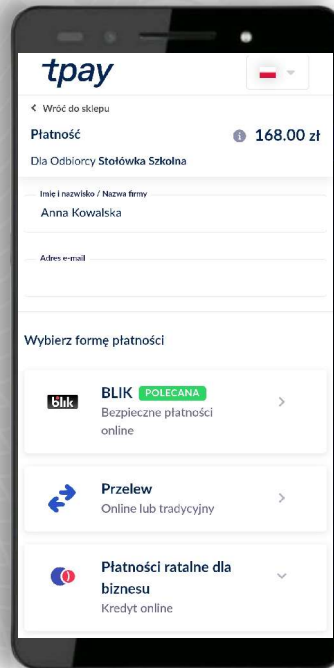 tpay
Wróć do sklepu
Płatność 168.00 zł
Dla Odbiorcy Stołówka Szkolna
Imię i nazwisko / Nazwa firmy
Anna Kowalska
Adres e-mail
Wybierz formę płatności
blik
BLIK POLECANA
Bezpieczne płatności
online
Przelew
Online lub tradycyjny
Płatności ratalne dla
biznesu
Kredyt online